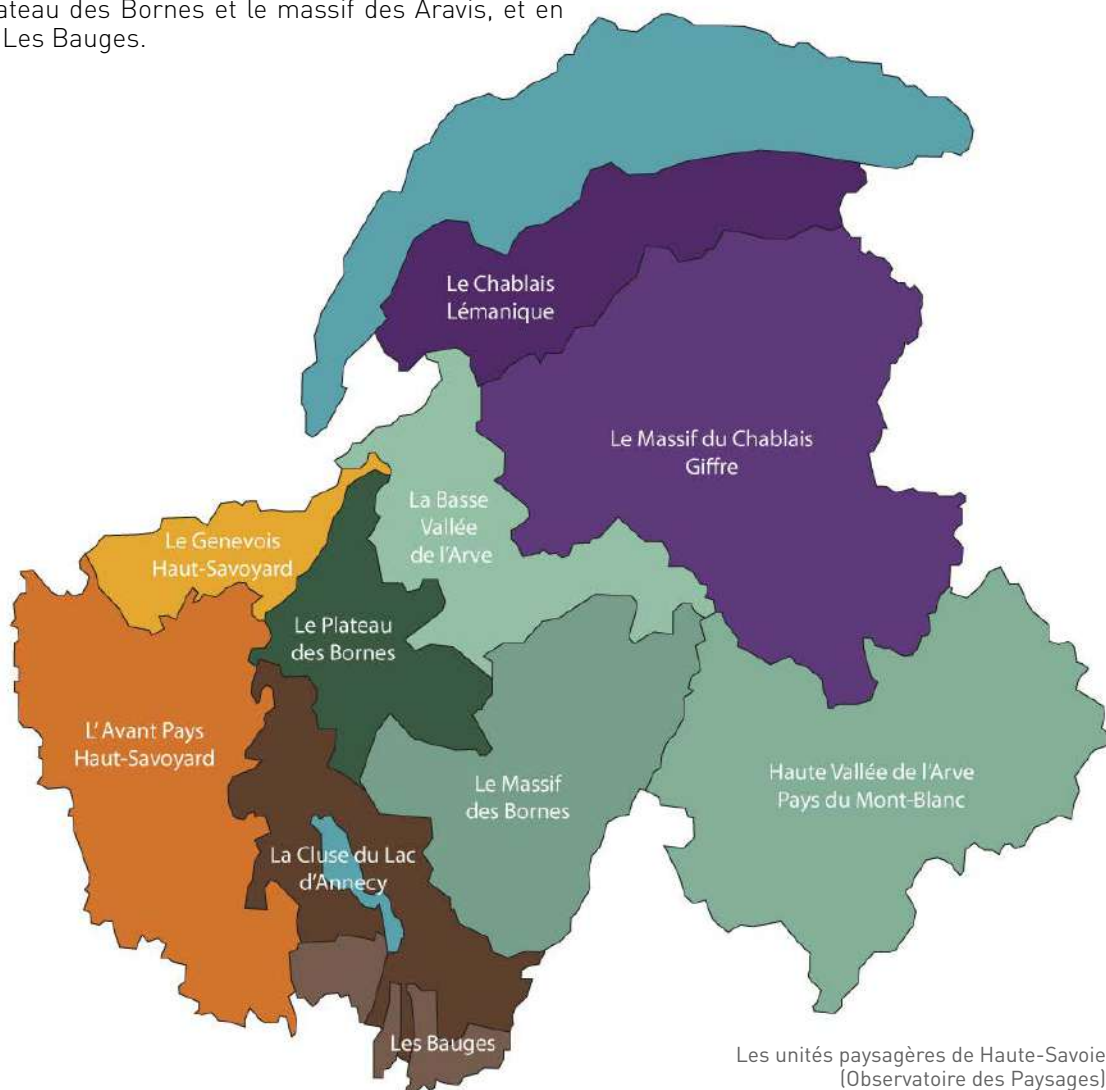 ateau des Bornes et le massif des Aravis, et en
Les Bauges.
Le Chablais
Lémanique
Le Massif du Chablais
Giffre
La Basse
Vallée
de l'Arve
Le Genevois
Haut-Savoyard
Le Plateau
des Bornes
L'Avant Pays
Haut-Savoyard
Le Massif
des Bornes
Haute Vallée de l'Arve
Pays du Mont-Blanc
La Cluse du Lac
d'Annecy
Les Bauges
Les unités paysagères de Haute-Savoie
(Observatoire des Paysages)